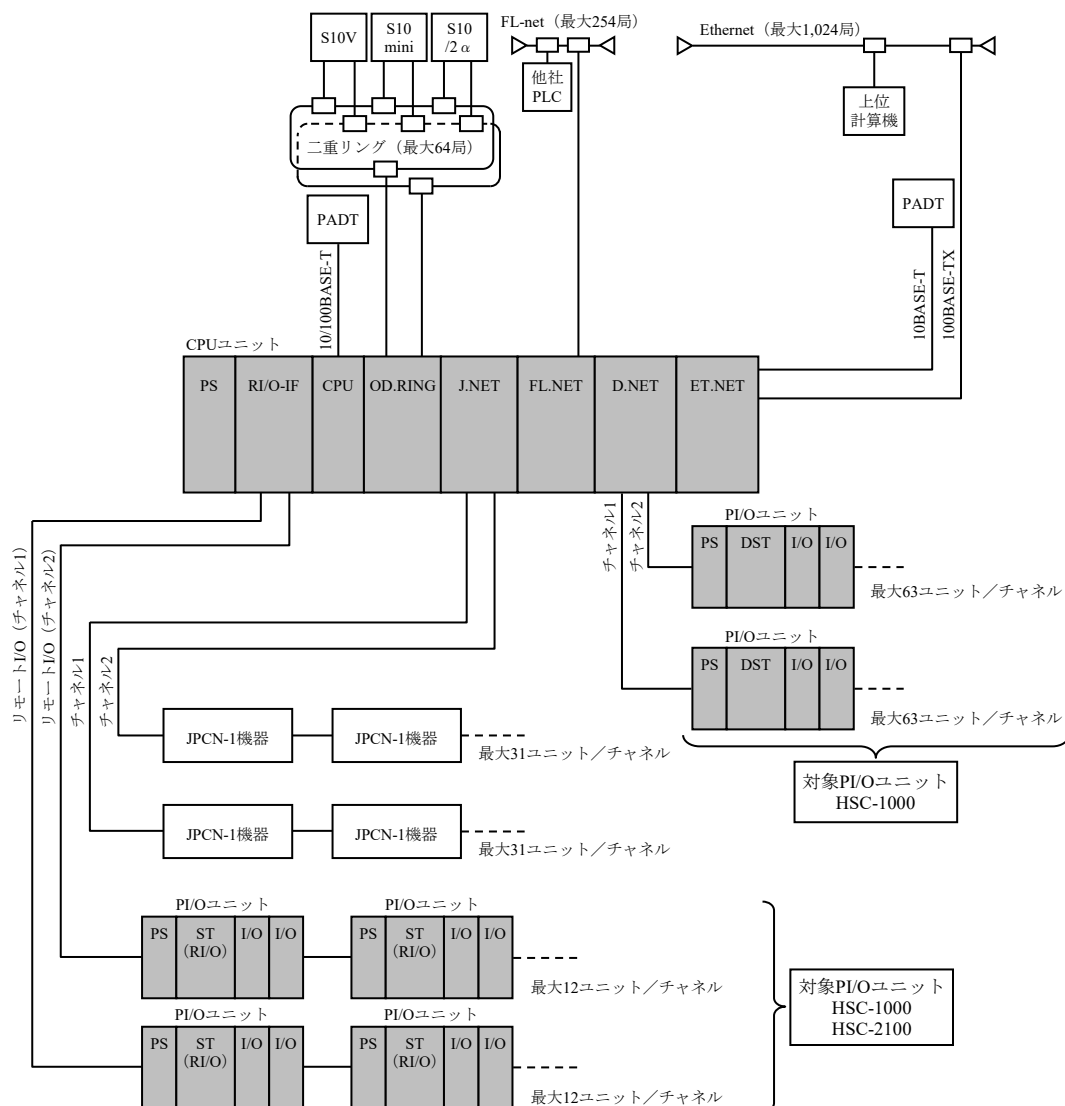 S10V
S10
mini
S10
/2α
FL-net（最大254局）
他社
PLC
Ethernet（最大1,024局）
上位
計算機
二重リング（最大64局）
PADT
PADT
10/100BASE-T
10BASE-T
100BASE-TX
CPUユニット
PS
RI/O-IF
CPU
OD.RING
J.NET
FL.NET
D.NET
ET.NET
リモートI/O（チャネル1）
リモートI/O（チャネル2）
チャネル1
チャネル2
チャネル1
チャネル2
PI/Oユニット
PS
DST
I/O
I/O
最大63ユニット／チャネル
PI/Oユニット
PS
DST
I/O
I/O
最大63ユニット／チャネル
対象PI/Oユニット
HSC-1000
JPCN-1機器
JPCN-1機器
最大31ユニット／チャネル
JPCN-1機器
JPCN-1機器
最大31ユニット／チャネル
PI/Oユニット
PS
ST
（RI/O）
I/O
I/O
PI/Oユニット
PS
ST
（RI/O）
I/O
I/O
最大12ユニット／チャネル
PI/Oユニット
PS
ST
（RI/O）
I/O
I/O
PI/Oユニット
PS
ST
（RI/O）
I/O
I/O
最大12ユニット／チャネル
対象PI/Oユニット
HSC-1000
HSC-2100